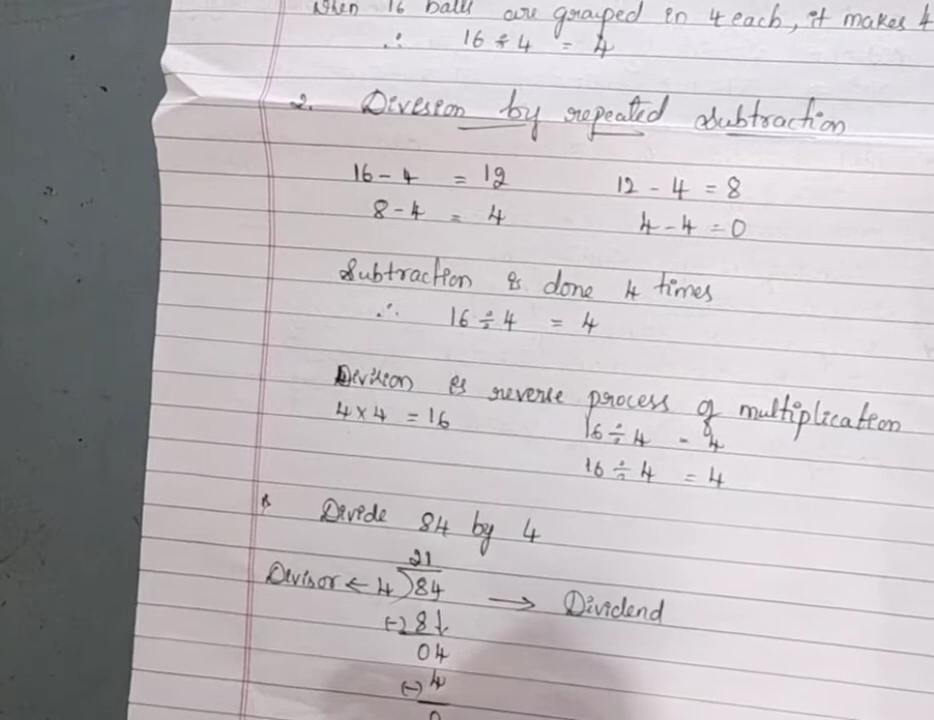 When 16 balls are grouped in 4 each, it makes 4
∴ 16 ÷ 4 = 4
2. Division by repeated subtraction
16 - 4 = 12 12 - 4 = 8
8 - 4 = 4 4 - 4 = 0
Subtraction is done 4 times
∴ 16 ÷ 4 = 4
Division is reverse process of multiplication
4 × 4 = 16 16 ÷ 4 = 4
16 ÷ 4 = 4
Divide 84 by 4
21
Divisor ← 4 ) 84 → Dividend
(-) 8 ↓
04
(-) 4
0